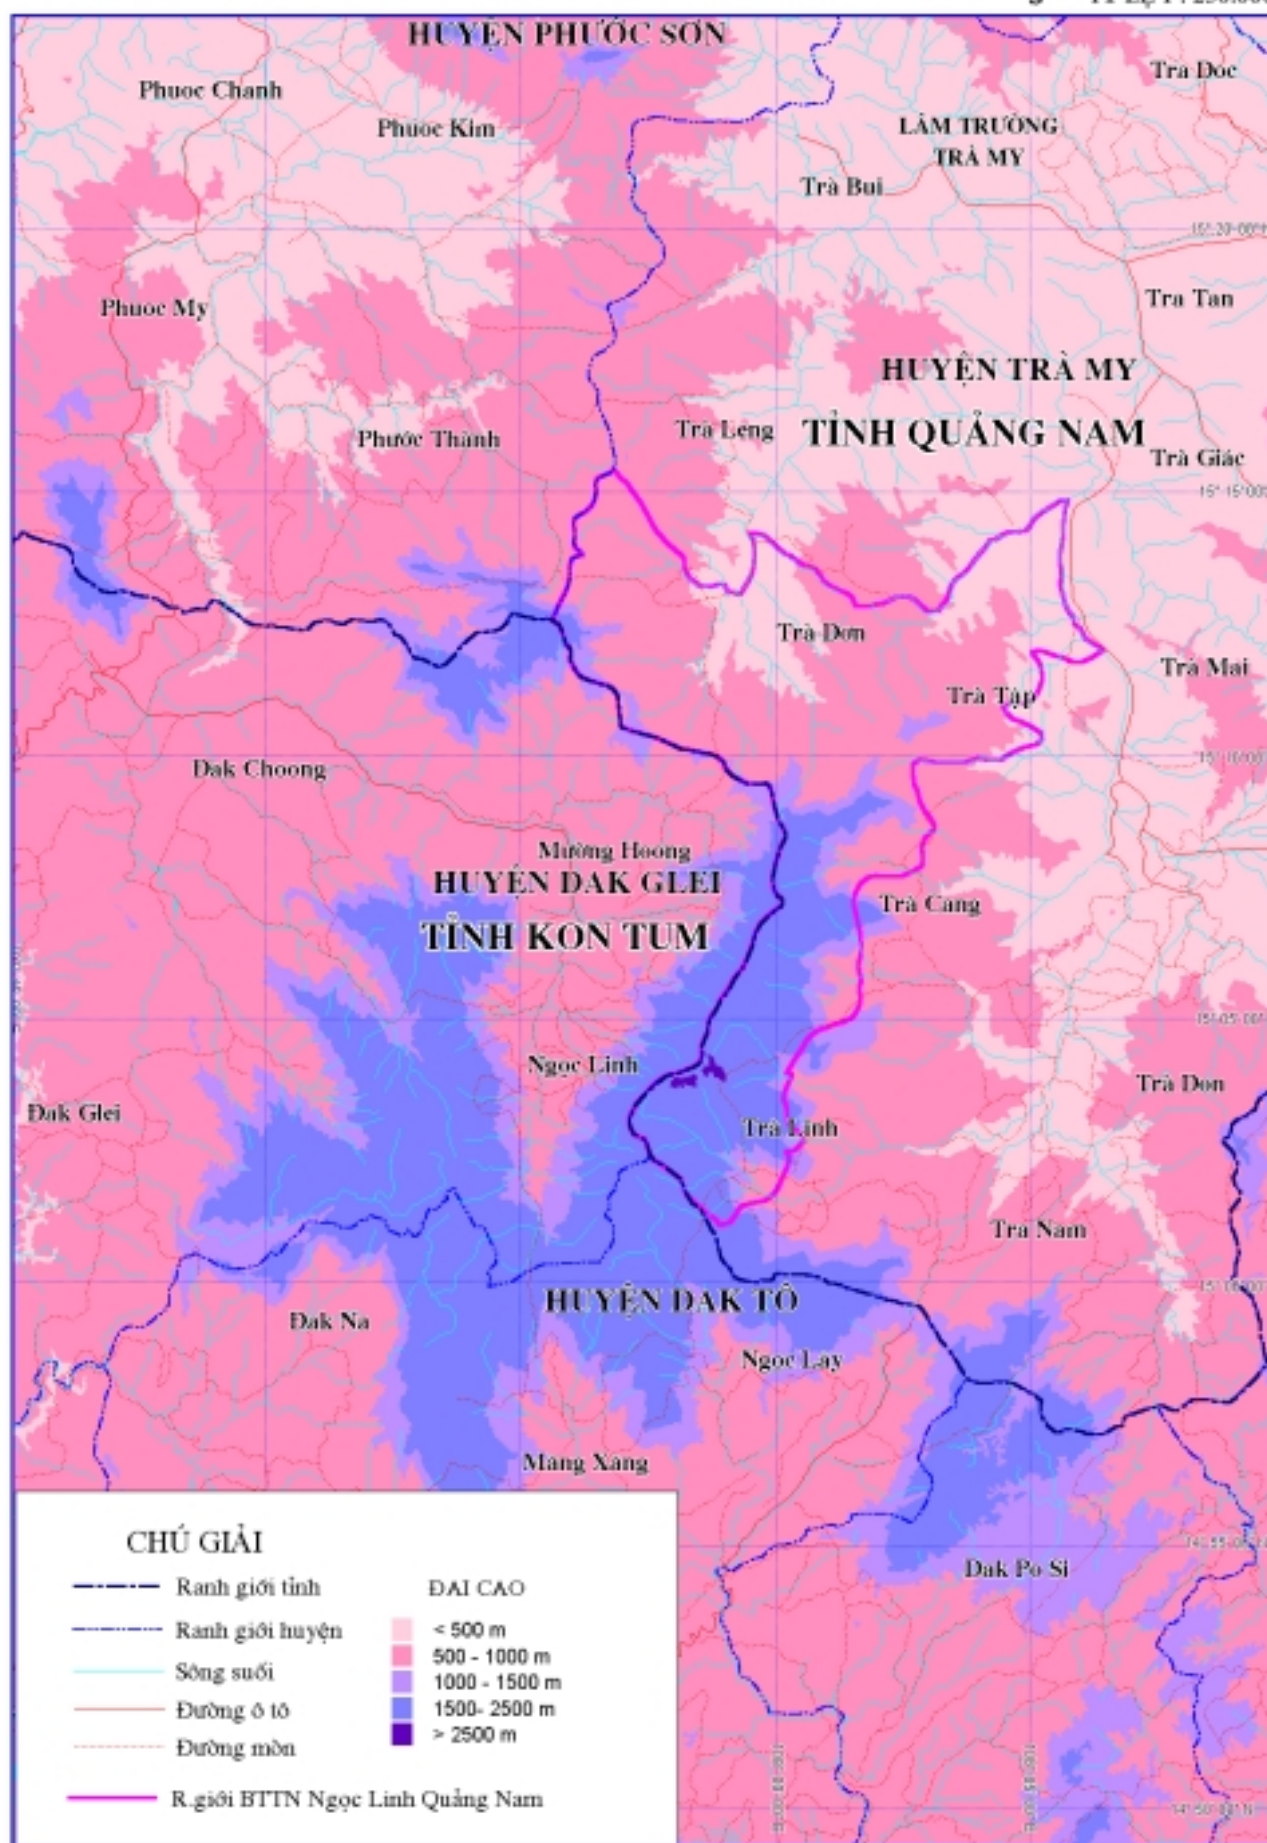 HUYỆN PHƯỚC SƠN
Tra Doc
Phuoc Chanh
Phuoc Kim
LÂM TRƯỜNG
TRÀ MY
Trà Bui
Phuoc My
Tra Tan
HUYỆN TRÀ MY
Phước Thành
Trà Leng
TỈNH QUẢNG NAM
Trà Giác
Trà Dơn
Trà Mai
Trà Tập
Đak Choong
Mường Hoong
HUYỆN DAK GLEI
Trà Cang
TĨNH KON TUM
Ngọc Linh
Trà Don
Đak Glei
Trà Linh
Tra Nam
HUYỆN DAK TÔ
Đak Na
Ngoc Lay
Mang Xang
Dak Po Si
CHÚ GIẢI
Ranh giới tỉnh
Ranh giới huyện
Sông suối
Đường ô tô
Đường mòn
R.giới BTTN Ngọc Linh Quảng Nam
ĐAI CAO
< 500 m
500 - 1000 m
1000 - 1500 m
1500- 2500 m
> 2500 m